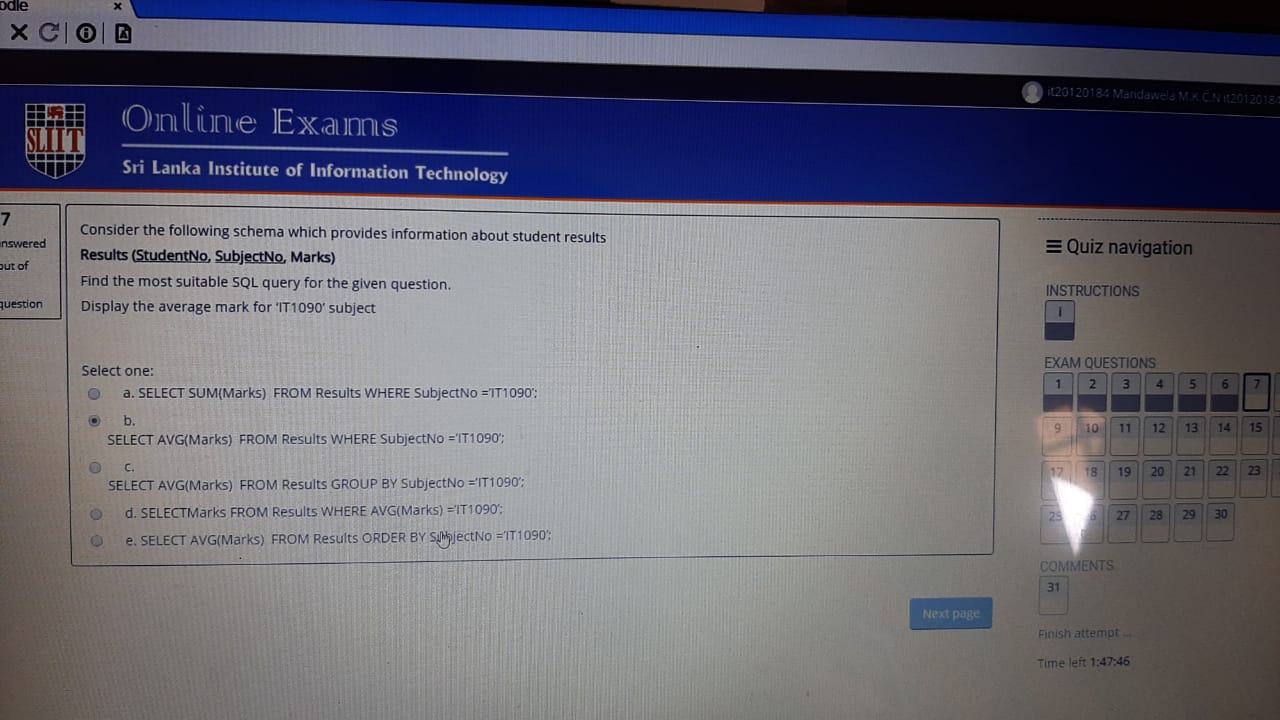 odle
Online Exams
SLIIT
Sri Lanka Institute of Information Technology
it20120184 Mandawela M.K.C.N it2012018
7
nswered
out of
question
Consider the following schema which provides information about student results
Results (StudentNo, SubjectNo, Marks)
Find the most suitable SQL query for the given question.
Display the average mark for ‘IT1090’ subject
Select one:
a. SELECT SUM(Marks) FROM Results WHERE SubjectNo ='IT1090';
b.
SELECT AVG(Marks) FROM Results WHERE SubjectNo ='IT1090';
c.
SELECT AVG(Marks) FROM Results GROUP BY SubjectNo ='IT1090';
d. SELECTMarks FROM Results WHERE AVG(Marks) ='IT1090';
e. SELECT AVG(Marks) FROM Results ORDER BY SubjectNo ='IT1090';
Next page
Quiz navigation
INSTRUCTIONS
i
EXAM QUESTIONS
1 2 3 4 5 6 7
9 10 11 12 13 14 15
17 18 19 20 21 22 23
25 27 28 29 30
COMMENTS
31
Finish attempt ...
Time left 1:47:46